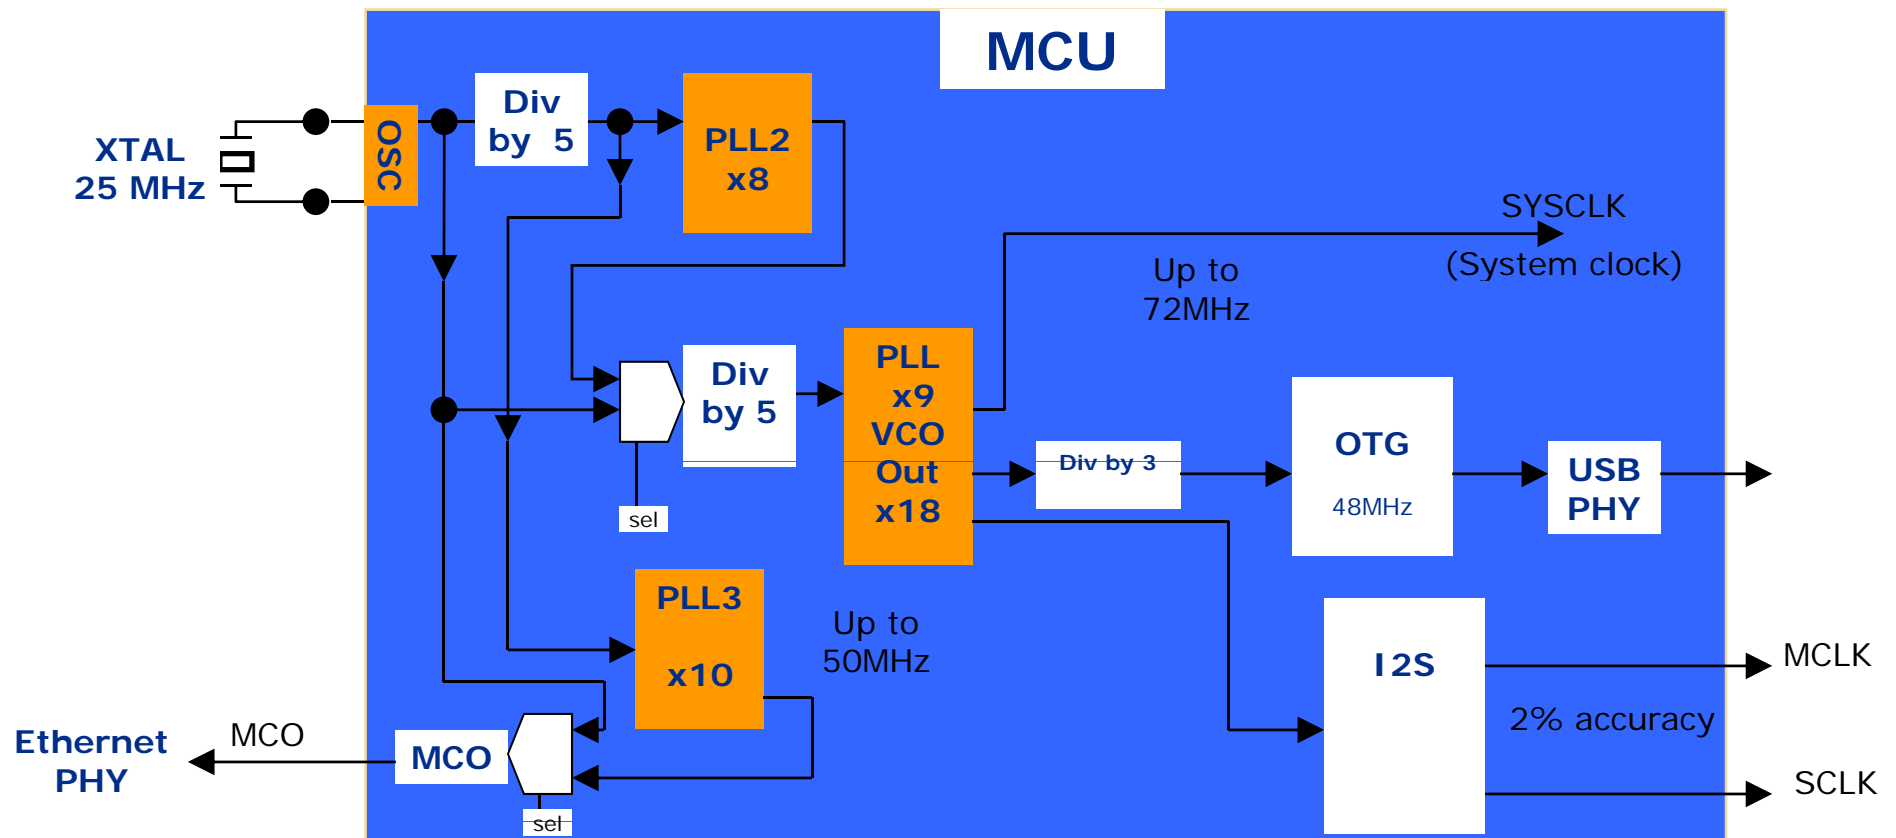 MCU
XTAL
25 MHz
OSC
Div
by 5
PLL2
x8
SYSCLK
(System clock)
Up to
72MHz
Div
by 5
sel
PLL
x9
VCO
Out
x18
Div by 3
OTG
48MHz
USB
PHY
PLL3
x10
Up to
50MHz
I2S
MCLK
2% accuracy
SCLK
Ethernet
PHY
MCO
MCO
sel